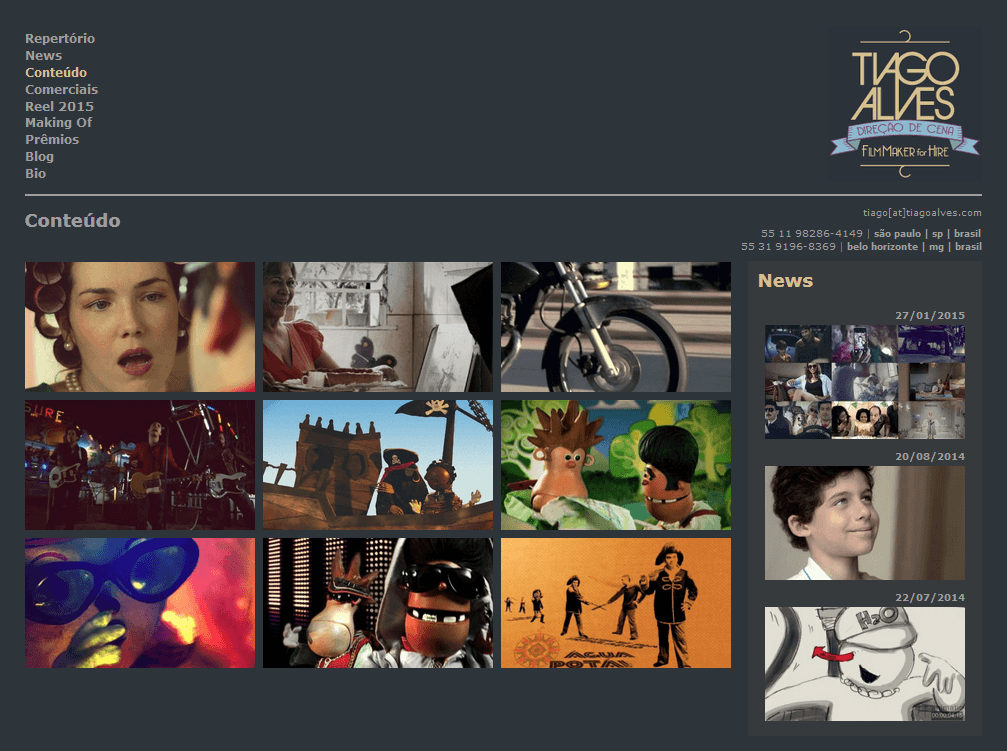 Repertório
News
Conteúdo
Comerciais
Reel 2015
Making Of
Prêmios
Blog
Bio
TIAGO
ALVES
DIREÇÃO DE CENA
FILMMAKER for HIRE
Conteúdo
tiago[at]tiagoalves.com
55 11 98286-4149 | são paulo | sp | brasil
55 31 9196-8369 | belo horizonte | mg | brasil
News
27/01/2015
SURE
20/08/2014
AGUA
POTAV
22/07/2014
H2O